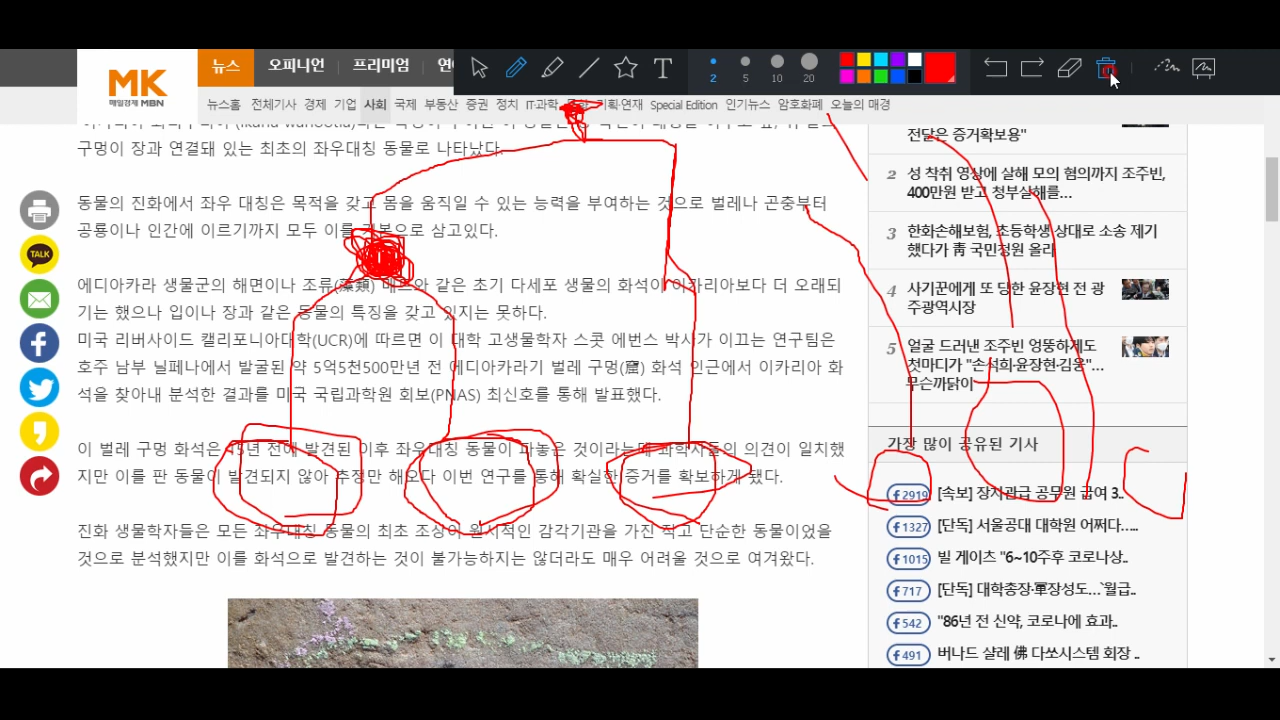 MK
매일경제 MBN
뉴스
오피니언
프리미엄
2
5
10
20
뉴스홈 전체기사 경제 기업 사회 국제 부동산 증권 정치 IT·과학 기획·연재 Special Edition 인기뉴스 암호화폐 오늘의 매경
구멍이 장과 연결돼 있는 최초의 좌우대칭 동물로 나타났다.
동물의 진화에서 좌우 대칭은 목적을 갖고 몸을 움직일 수 있는 능력을 부여하는 것으로 벌레나 곤충부터
공룡이나 인간에 이르기까지 모두 이를 기본으로 삼고있다.
에디아카라 생물군의 해면이나 조류(藻類) 매트와 같은 초기 다세포 생물의 화석이 이카리아보다 더 오래되
기는 했으나 입이나 장과 같은 동물의 특징을 갖고 있지는 못하다.
미국 리버사이드 캘리포니아대학(UCR)에 따르면 이 대학 고생물학자 스콧 에번스 박사가 이끄는 연구팀은
호주 남부 닐페나에서 발굴된 약 5억5천500만년 전 에디아카라기 벌레 구멍(窟) 화석 인근에서 이카리아 화
석을 찾아내 분석한 결과를 미국 국립과학원 회보(PNAS) 최신호를 통해 발표했다.
이 벌레 구멍 화석은 15년 전에 발견된 이후 좌우대칭 동물이 파놓은 것이라는데 과학자들의 의견이 일치했
지만 이를 판 동물이 발견되지 않아 추정만 해오다 이번 연구를 통해 확실한 증거를 확보하게 됐다.
진화 생물학자들은 모든 좌우대칭 동물의 최초 조상이 원시적인 감각기관을 가진 적고 단순한 동물이었을
것으로 분석했지만 이를 화석으로 발견하는 것이 불가능하지는 않더라도 매우 어려울 것으로 여겨왔다.
TALK
전달은 증거확보용"
2 성 착취 영상에 살해 모의 혐의까지 조주빈,
400만원 받고 청부살해를...
3 한화손해보험, 초등학생 상대로 소송 제기
했다가 靑 국민청원 올라
4 사기꾼에게 또 당한 윤장현 전 광
주광역시장
5 얼굴 드러낸 조주빈 엉뚱하게도
첫마디가 "손석희·윤장현·김웅"...
무슨까닭이
가장 많이 공유된 기사
2919 [속보] 장차관급 공무원 급여 3..
1327 [단독] 서울공대 대학원 어쩌다.....
1015 빌 게이츠 "6~10주후 코로나상..
717 [단독] 대학총장·軍장성도...`월급..
542 "86년 전 신약, 코로나에 효과..
491 버나드 샬레 佛 다쏘시스템 회장 ..